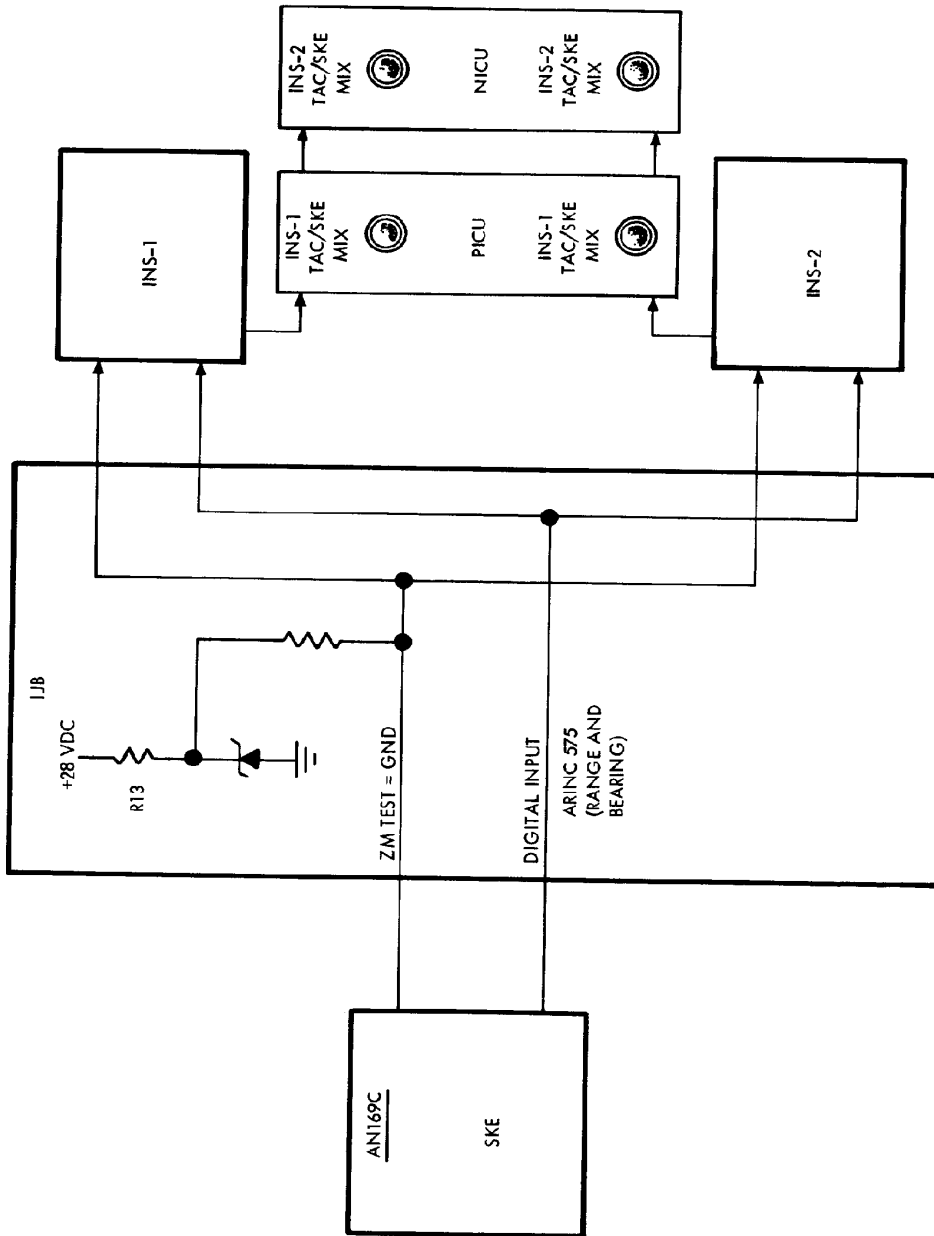 AN169C
SKE
IJB
+28 VDC
R13
ZM TEST = GND
DIGITAL INPUT
ARINC 575
(RANGE AND
BEARING)
INS-1
INS-2
INS-1
TAC/SKE
MIX
PICU
INS-1
TAC/SKE
MIX
INS-2
TAC/SKE
MIX
NICU
INS-2
TAC/SKE
MIX